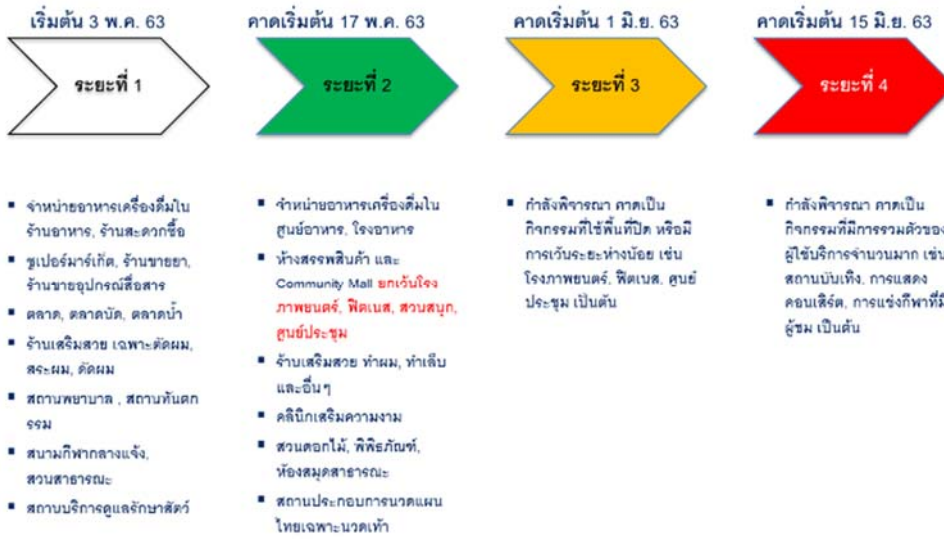 เริ่มต้น 3 พ.ค. 63
ระยะที่ 1
▪ จำหน่ายอาหารเครื่องดื่มใน
ร้านอาหาร, ร้านสะดวกซื้อ
▪ ซูเปอร์มาร์เก็ต, ร้านขายยา,
ร้านขายอุปกรณ์สื่อสาร
▪ ตลาด, ตลาดนัด, ตลาดน้ำ
▪ ร้านเสริมสวย เฉพาะตัดผม,
สระผม, ดัดผม
▪ สถานพยาบาล , สถานทันตก
รรม
▪ สนามกีฬากลางแจ้ง,
สวนสาธารณะ
▪ สถาบบริการดูแลรักษาสัตว์
คาดเริ่มต้น 17 พ.ค. 63
ระยะที่ 2
▪ จำหน่ายอาหารเครื่องดื่มใน
ศูนย์อาหาร, โรงอาหาร
▪ ห้างสรรพสินค้า และ
Community Mall ยกเว้นโรง
ภาพยนตร์, ฟิตเนส, สวนสนุก,
ศูนย์ประชุม
▪ ร้านเสริมสวย ทำผม, ทำเล็บ
และอื่นๆ
▪ คลินิกเสริมความงาม
▪ สวนดอกไม้, พิพิธภัณฑ์,
ห้องสมุดสาธารณะ
▪ สถานประกอบการนวดแผน
ไทยเฉพาะนวดเท้า
คาดเริ่มต้น 1 มิ.ย. 63
ระยะที่ 3
▪ กำลังพิจารณา คาดเป็น
กิจกรรมที่ใช้พื้นที่ปิด หรือมี
การเว้นระยะห่างน้อย เช่น
โรงภาพยนตร์, ฟิตเนส, ศูนย์
ประชุม เป็นต้น
คาดเริ่มต้น 15 มิ.ย. 63
ระยะที่ 4
▪ กำลังพิจารณา คาดเป็น
กิจกรรมที่มีการรวมตัวของ
ผู้ใช้บริการจำนวนมาก เช่น
สถานบันเทิง, การแสดง
คอนเสิร์ต, การแข่งกีฬาที่มี
ผู้ชม เป็นต้น